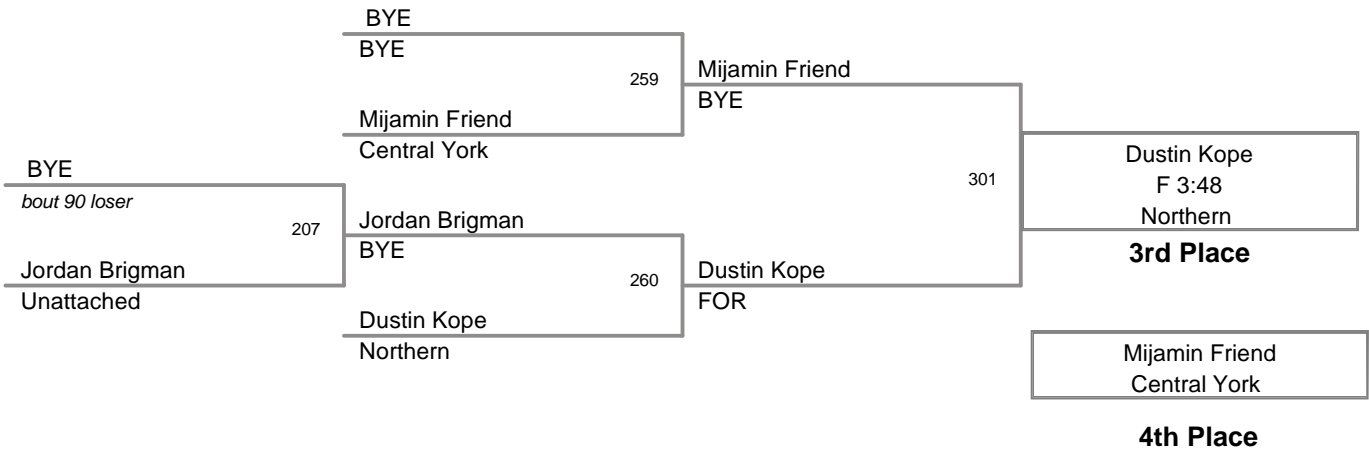 BYE
BYE
259
Mijamin Friend
Central York
Mijamin Friend
BYE
BYE
bout 90 loser
207
Jordan Brigman
Unattached
Jordan Brigman
BYE
260
Dustin Kope
Northern
Dustin Kope
FOR
301
Dustin Kope
F 3:48
Northern
3rd Place
Mijamin Friend
Central York
4th Place